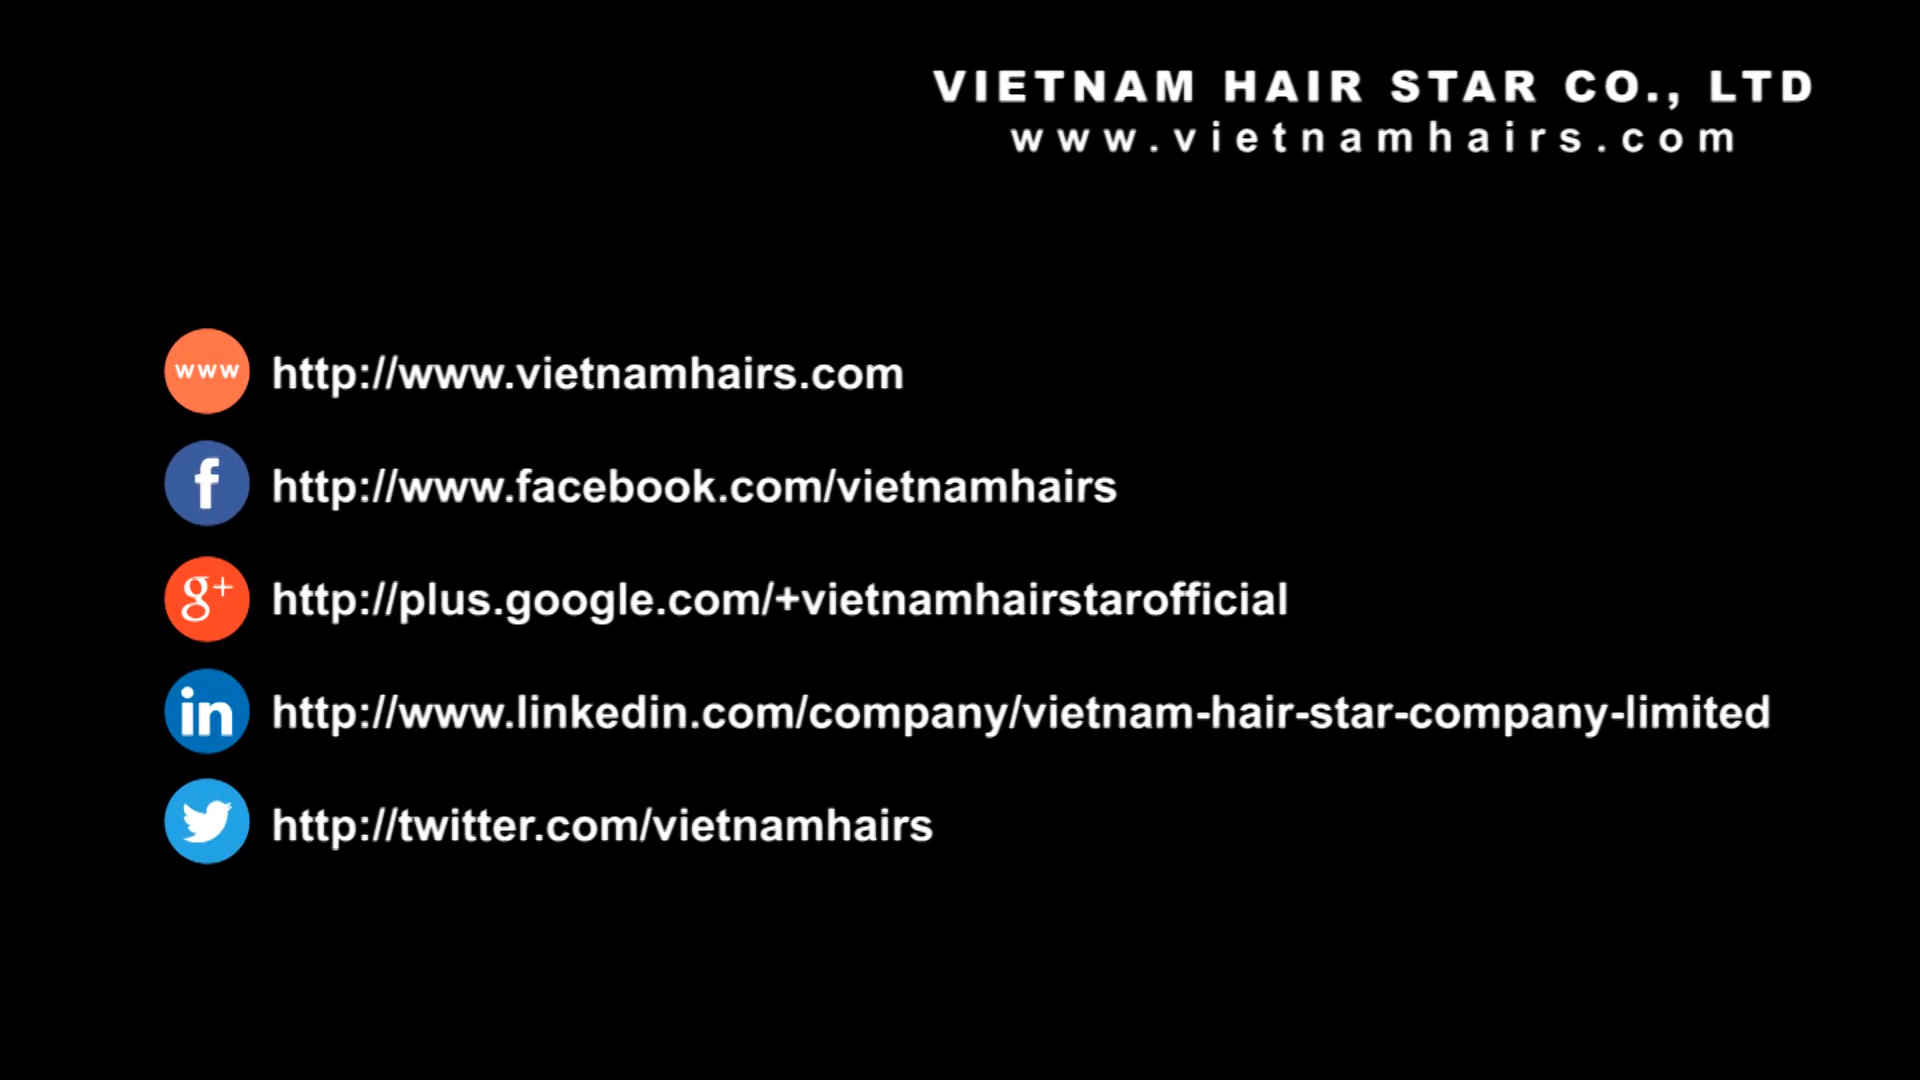 VIETNAM HAIR STAR CO., LTD
www.vietnamhairs.com
www http://www.vietnamhairs.com
f http://www.facebook.com/vietnamhairs
g+ http://plus.google.com/+vietnamhairstarofficial
in http://www.linkedin.com/company/vietnam-hair-star-company-limited
http://twitter.com/vietnamhairs